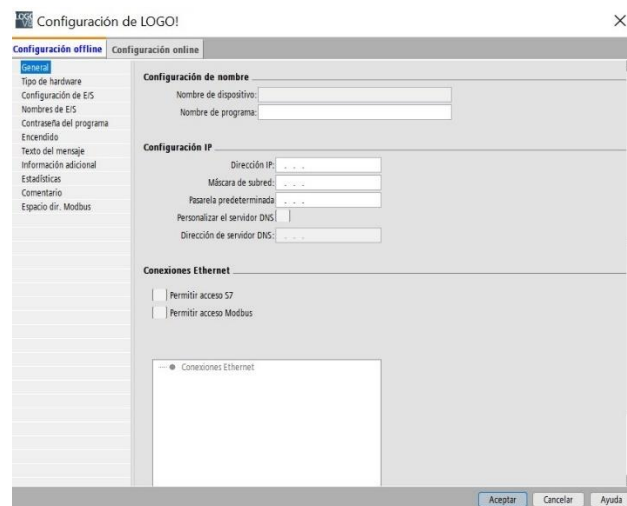 Configuración de LOGO!
Configuración offline
Configuración online
General
Tipo de hardware
Configuración de E/S
Nombres de E/S
Contraseña del programa
Encendido
Texto del mensaje
Información adicional
Estadísticas
Comentario
Espacio dir. Modbus
Configuración de nombre
Nombre de dispositivo:
Nombre de programa:
Configuración IP
Dirección IP: . . .
Máscara de subred: . . .
Pasarela predeterminada . . .
Personalizar el servidor DNS
Dirección de servidor DNS: . . .
Conexiones Ethernet
Permitir acceso S7
Permitir acceso Modbus
Conexiones Ethernet
Aceptar
Cancelar
Ayuda